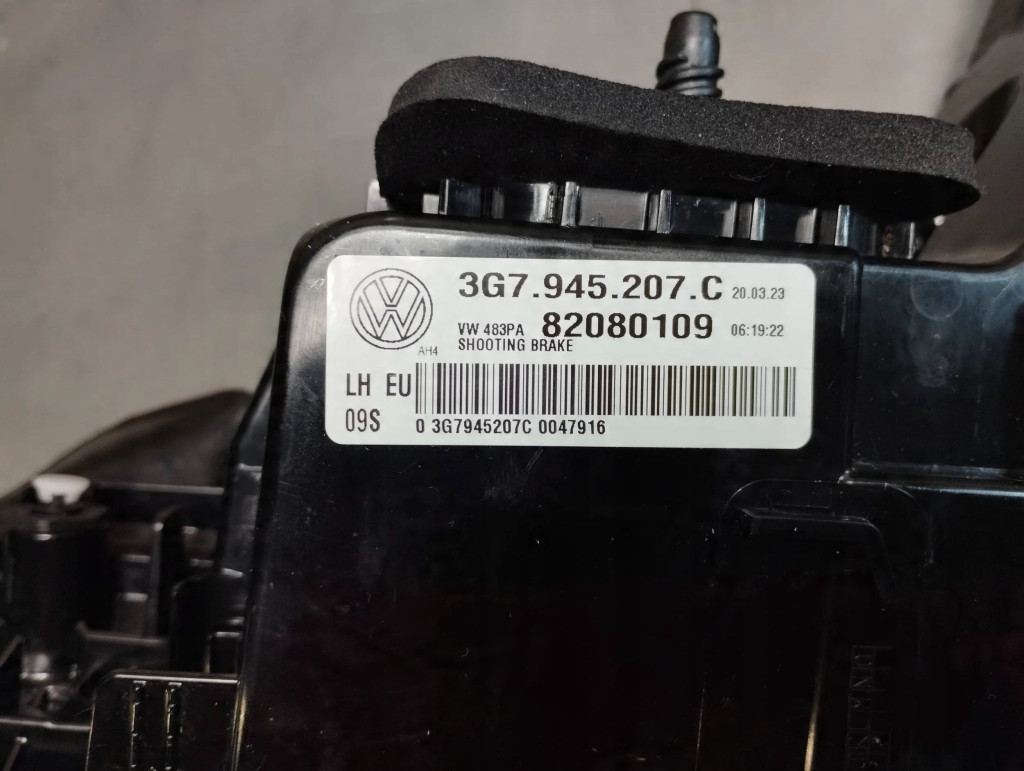 3G7.945.207.C 20.03.23
VW 483PA 82080109 06:19:22
AH4 SHOOTING BRAKE
LH EU
09S 0 3G7945207C 0047916